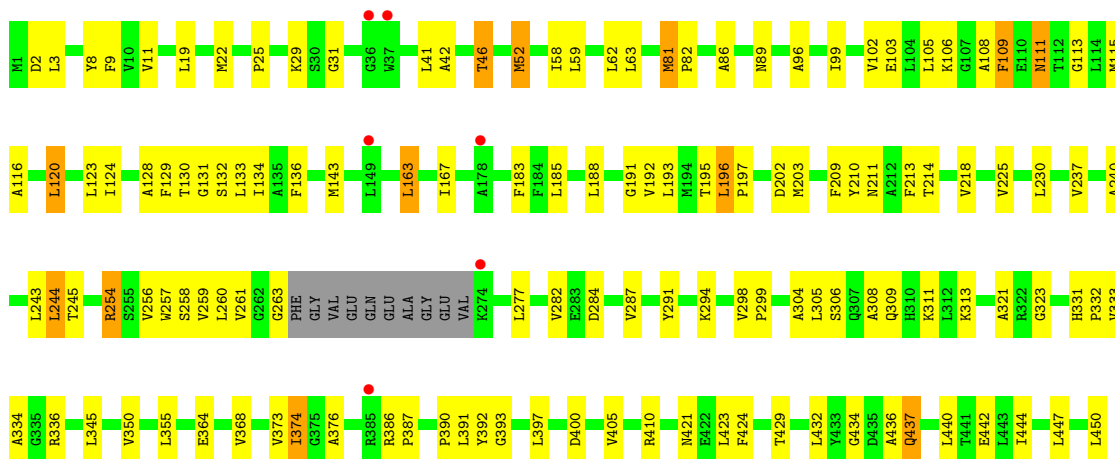 M1 D2 L3 Y8 F9 V10 V11 L19 M22 P25 K29 S30 G31 G36 W37 L41 A42 T46 M52 I58 L59 L62 L63 M81 P82 A86 N89 A96 I99 V102 E103 L104 L105 K106 G107 A108 F109 E110 N111 T112 G113 L114 M115
A116 L120 L123 I124 A128 F129 T130 G131 S132 L133 I134 A135 F136 M143 L149 L163 I167 A178 F183 F184 L185 L188 G191 V192 L193 M194 T195 L196 P197 D202 M203 F209 Y210 N211 A212 F213 T214 V218 V225 L230 V237 A240
L243 L244 T245 R254 S255 V256 W257 S258 V259 L260 V261 G262 G263 PHE GLY VAL GLU GLN GLU ALA GLY GLU VAL K274 L277 V282 E283 D284 V287 Y291 K294 V298 P299 A304 L305 S306 Q307 A308 Q309 H310 K311 L312 K313 A321 R322 G323 H331 P332 V333
A334 G335 R336 L345 V350 L355 E364 V368 V373 I374 G375 A376 R385 R386 P387 P390 L391 Y392 G393 L397 D400 V405 R410 N421 E422 L423 F424 T429 L432 Y433 G434 D435 A436 Q437 L440 T441 E442 L443 I444 L447 L450